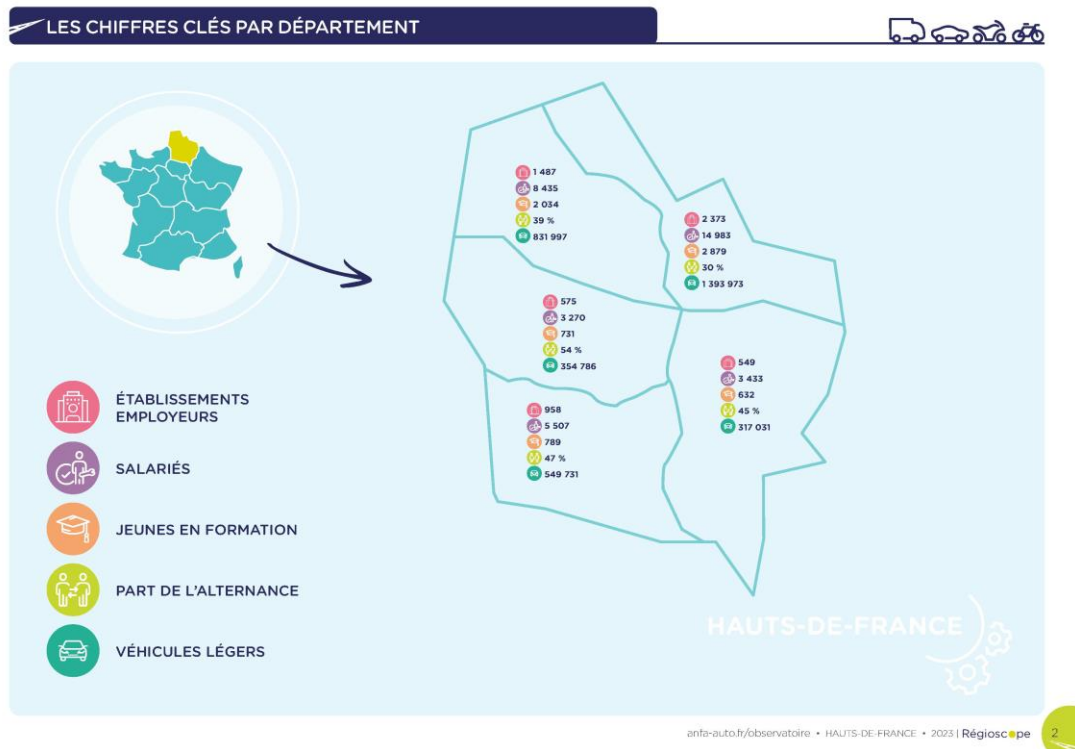 LES CHIFFRES CLÉS PAR DÉPARTEMENT
1 487
8 435
2 034
39 %
831 997
2 373
14 983
2 879
30 %
1 393 973
575
3 270
731
54 %
354 786
549
3 433
632
45 %
317 031
958
5 507
789
47 %
549 731
ÉTABLISSEMENTS
EMPLOYEURS
SALARIÉS
JEUNES EN FORMATION
PART DE L'ALTERNANCE
VÉHICULES LÉGERS
HAUTS-DE-FRANCE
anfa-auto.fr/observatoire • HAUTS-DE-FRANCE • 2023 | Régioscope 2